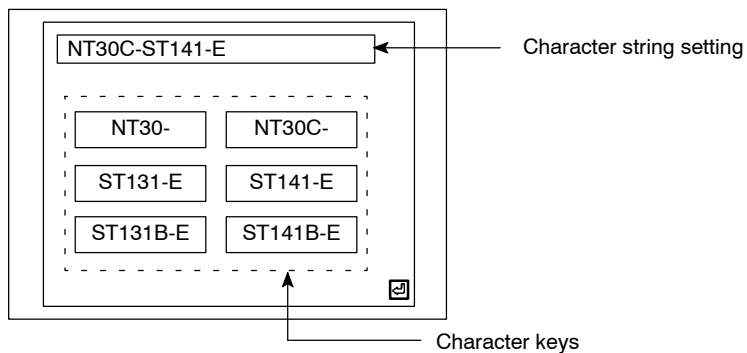 NT30C-ST141-E
Character string setting
NT30- NT30C-
ST131-E ST141-E
ST131B-E ST141B-E
Character keys